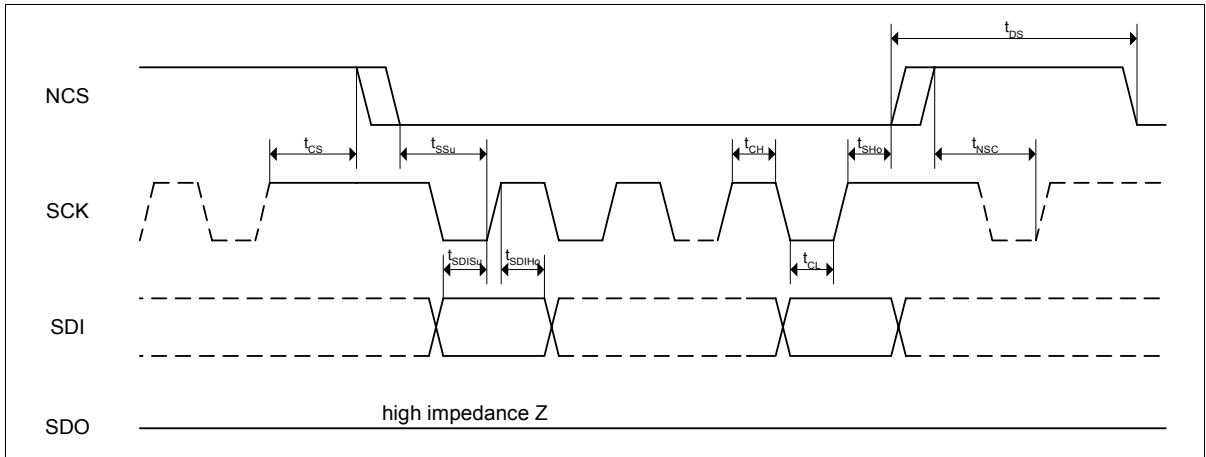 tDS
NCS
tCS
tSSu
tCH
tSHo
tNSC
SCK
tSDISu
tSDIHo
tCL
SDI
high impedance Z
SDO